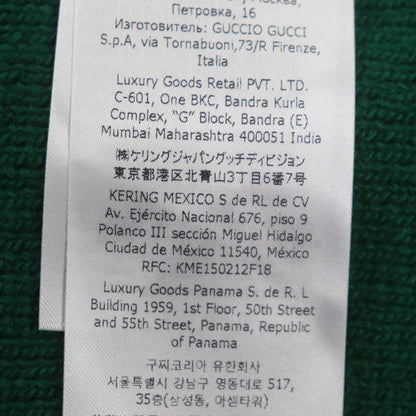 Петровка, 16
Изготовитель: GUCCIO GUCCI
S.p.A, via Tornabuoni,73/R Firenze,
Italia
Luxury Goods Retail PVT. LTD.
C-601, One BKC, Bandra Kurla
Complex, “G” Block, Bandra (E)
Mumbai Maharashtra 400051 India
㈱ケリングジャパングッチディビジョン
東京都港区北青山3丁目6番7号
KERING MEXICO S de RL de CV
Av. Ejército Nacional 676, piso 9
Polanco III sección Miguel Hidalgo
Ciudad de México 11540, México
RFC: KME150212F18
Luxury Goods Panama S. de R. L
Building 1959, 1st Floor, 50th Street
and 55th Street, Panama, Republic
of Panama
구찌코리아 유한회사
서울특별시 강남구 영동대로 517,
35층(삼성동, 아셈타워)